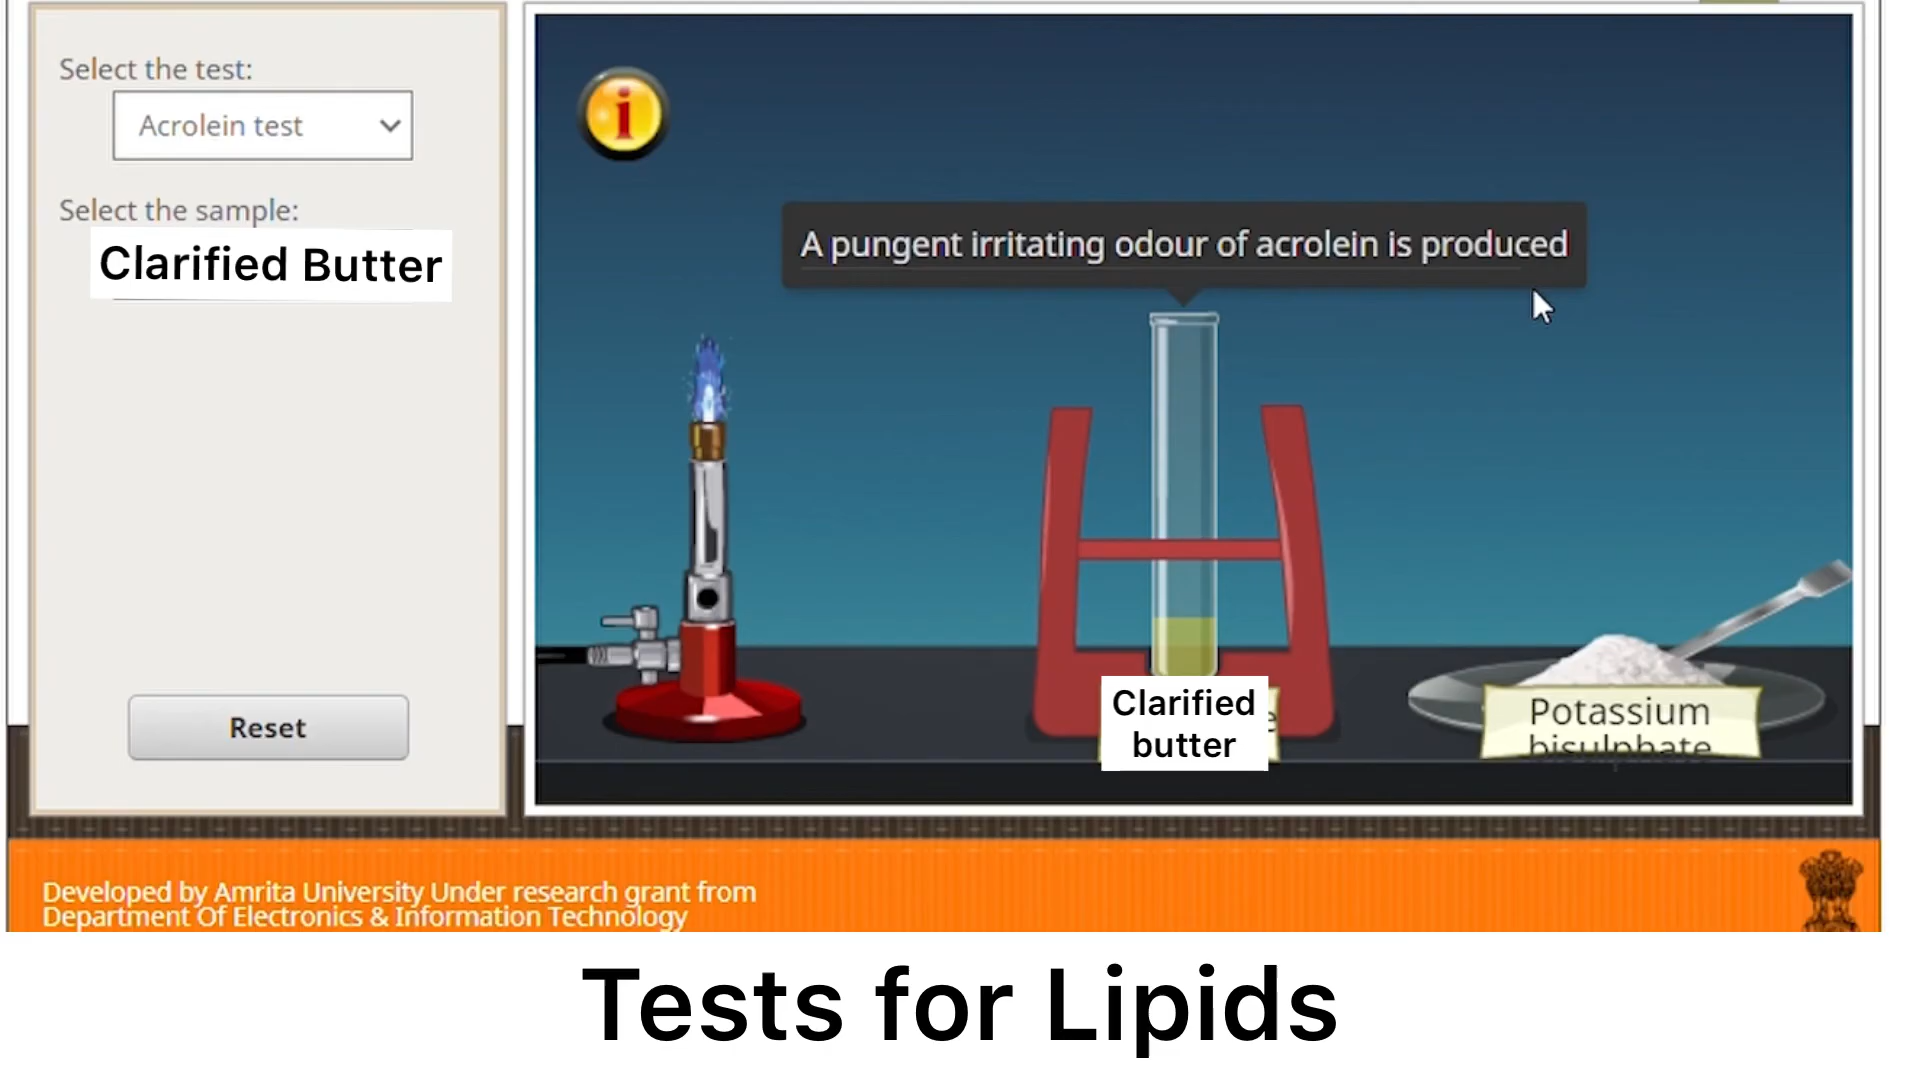 Select the test:
Acrolein test
Select the sample:
Clarified Butter
Reset
i
A pungent irritating odour of acrolein is produced
Clarified
butter
Potassium
bisulphate
Developed by Amrita University Under research grant from
Department Of Electronics & Information Technology
Tests for Lipids